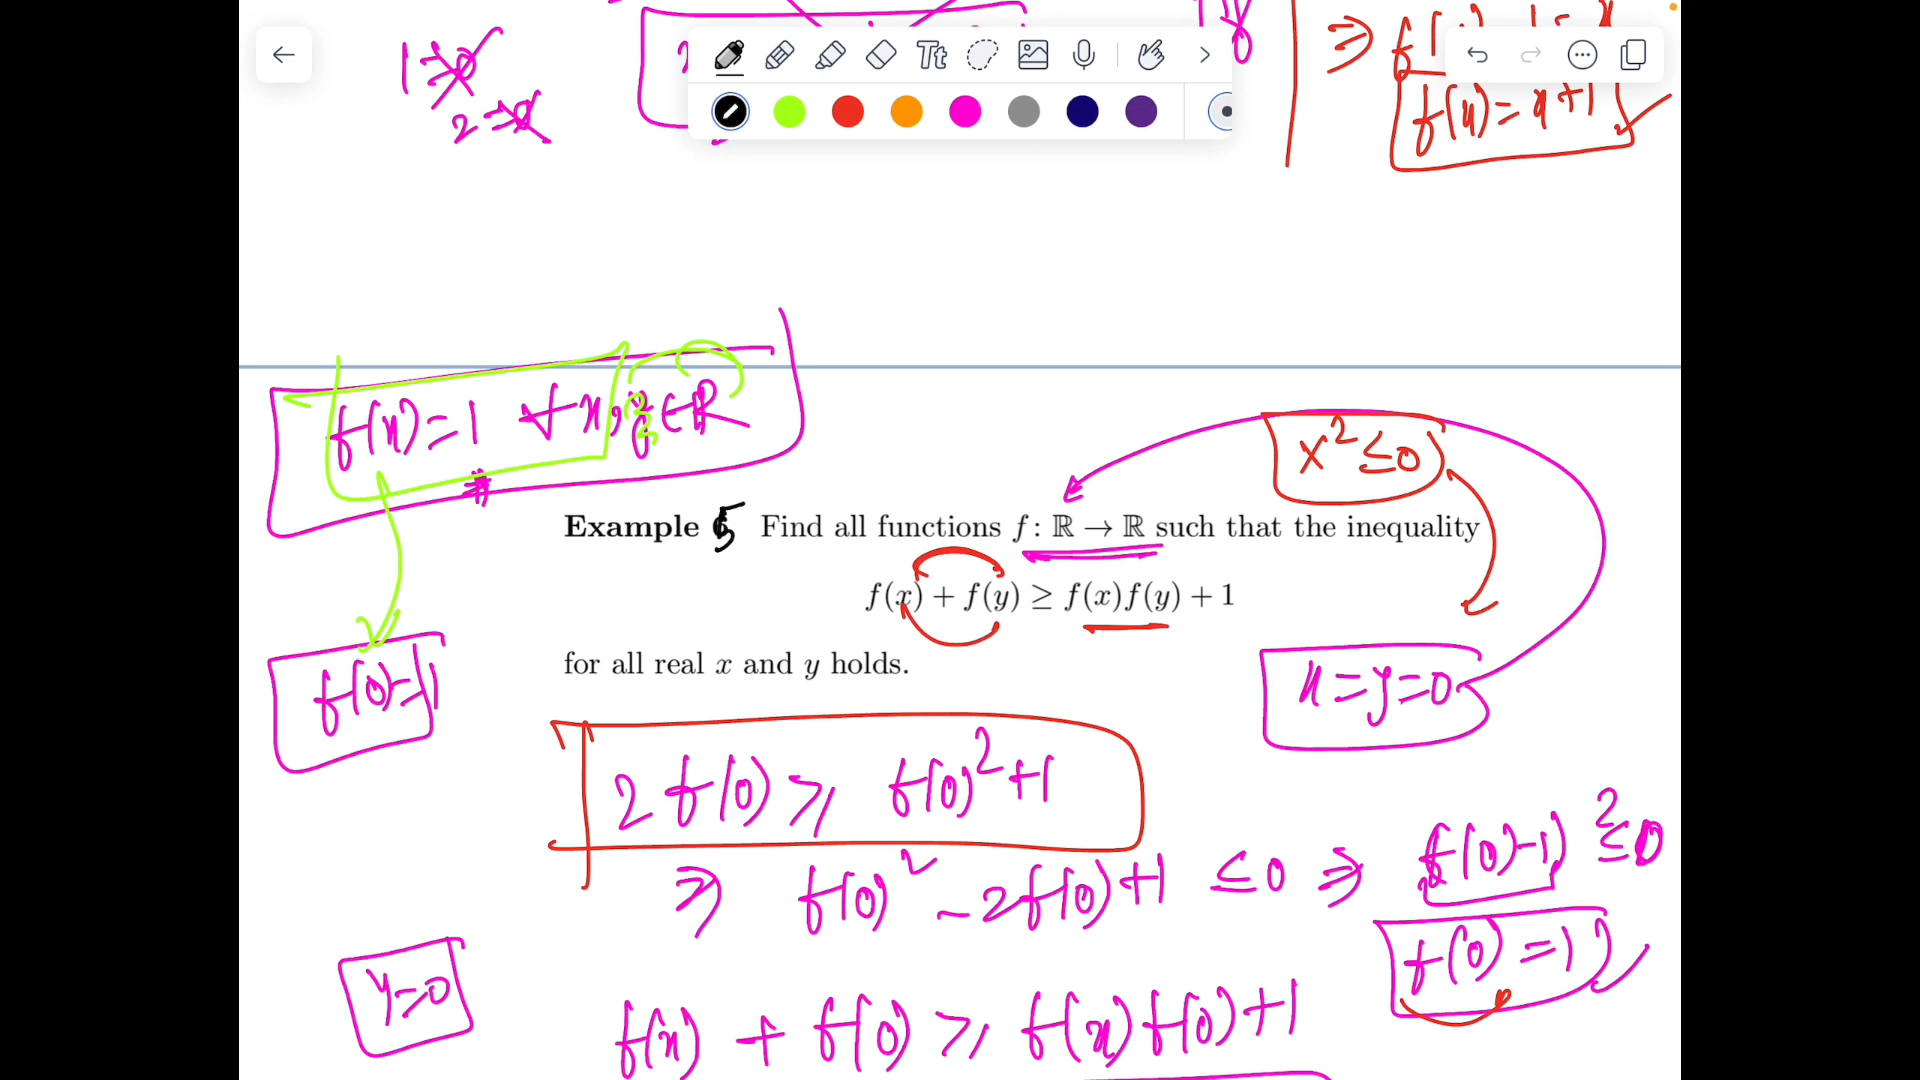 Tt
f(x) = x+1
f(x) = 1 ∀ x, y ∈ ℝ
x² ≤ 0
Example 5 Find all functions f: ℝ → ℝ such that the inequality
f(x) + f(y) ≥ f(x)f(y) + 1
for all real x and y holds.
f(0) = 1
x = y = 0
2 f(0) ≥ f(0)² + 1
⇒ f(0)² - 2f(0) + 1 ≤ 0 ⇒ (f(0)-1)² ≤ 0
f(0) = 1
y = 0
f(x) + f(0) ≥ f(x) f(0) + 1